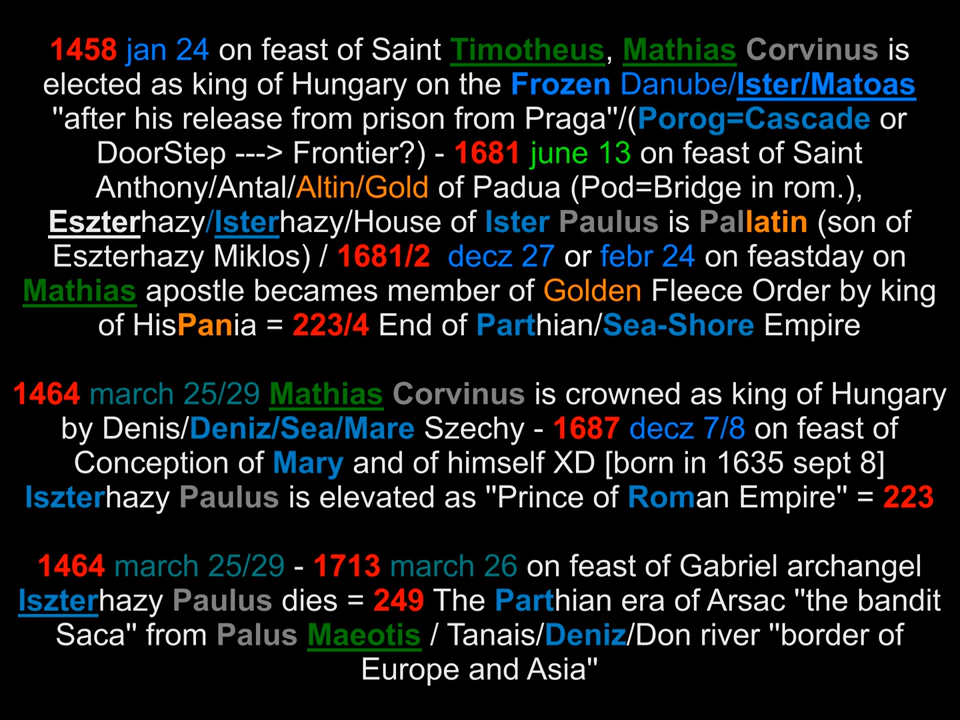 1458 jan 24 on feast of Saint Timotheus, Mathias Corvinus is
elected as king of Hungary on the Frozen Danube/Ister/Matoas
"after his release from prison from Praga"/(Porog=Cascade or
DoorStep ---> Frontier?) - 1681 june 13 on feast of Saint
Anthony/Antal/Altin/Gold of Padua (Pod=Bridge in rom.),
Eszterhazy/Isterhazy/House of Ister Paulus is Pallatin (son of
Eszterhazy Miklos) / 1681/2 decz 27 or febr 24 on feastday on
Mathias apostle becames member of Golden Fleece Order by king
of HisPania = 223/4 End of Parthian/Sea-Shore Empire
1464 march 25/29 Mathias Corvinus is crowned as king of Hungary
by Denis/Deniz/Sea/Mare Szechy - 1687 decz 7/8 on feast of
Conception of Mary and of himself XD [born in 1635 sept 8]
Iszterhazy Paulus is elevated as "Prince of Roman Empire" = 223
1464 march 25/29 - 1713 march 26 on feast of Gabriel archangel
Iszterhazy Paulus dies = 249 The Parthian era of Arsac "the bandit
Saca" from Palus Maeotis / Tanais/Deniz/Don river "border of
Europe and Asia"